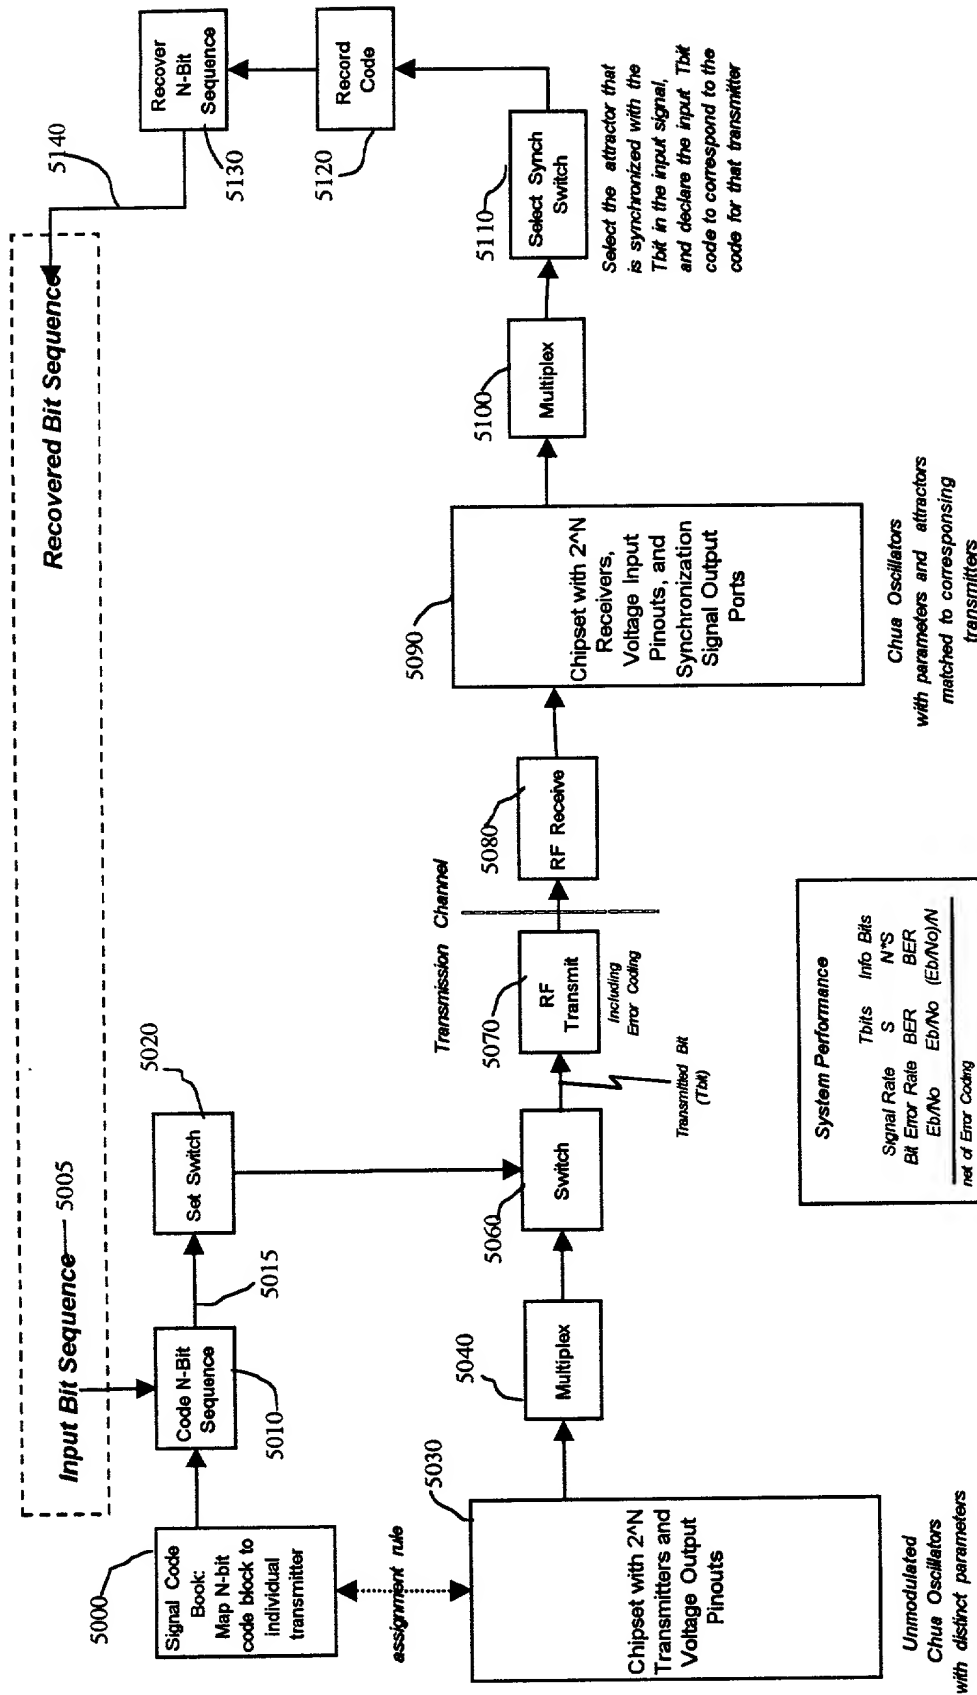 Input Bit Sequence
5005
Recovered Bit Sequence
5140
5000
Signal Code
Book:
Map N-bit
code block to
individual
transmitter
Code N-Bit
Sequence
5010
5015
Set Switch
5020
assignment rule
5030
Chipset with 2^N
Transmitters and
Voltage Output
Pinouts
Unmodulated
Chua Oscillators
with distinct parameters
5040
Multiplex
5060
Switch
Transmitted Bit
(Tbit)
5070
RF
Transmit
Including
Error Coding
Transmission Channel
5080
RF Receive
5090
Chipset with 2^N
Receivers,
Voltage Input
Pinouts, and
Synchronization
Signal Output
Ports
Chua Oscillators
with parameters and attractors
matched to corresponsing
transmitters
5100
Multiplex
5110
Select Synch
Switch
Select the attractor that
is synchronized with the
Tbit in the input signal,
and declare the input Tbit
code to correspond to the
code for that transmitter
5120
Record
Code
5130
Recover
N-Bit
Sequence
System Performance
Tbits Info Bits
Signal Rate S N*S
Bit Error Rate BER BER
Eb/No Eb/No (Eb/No)/N
net of Error Coding